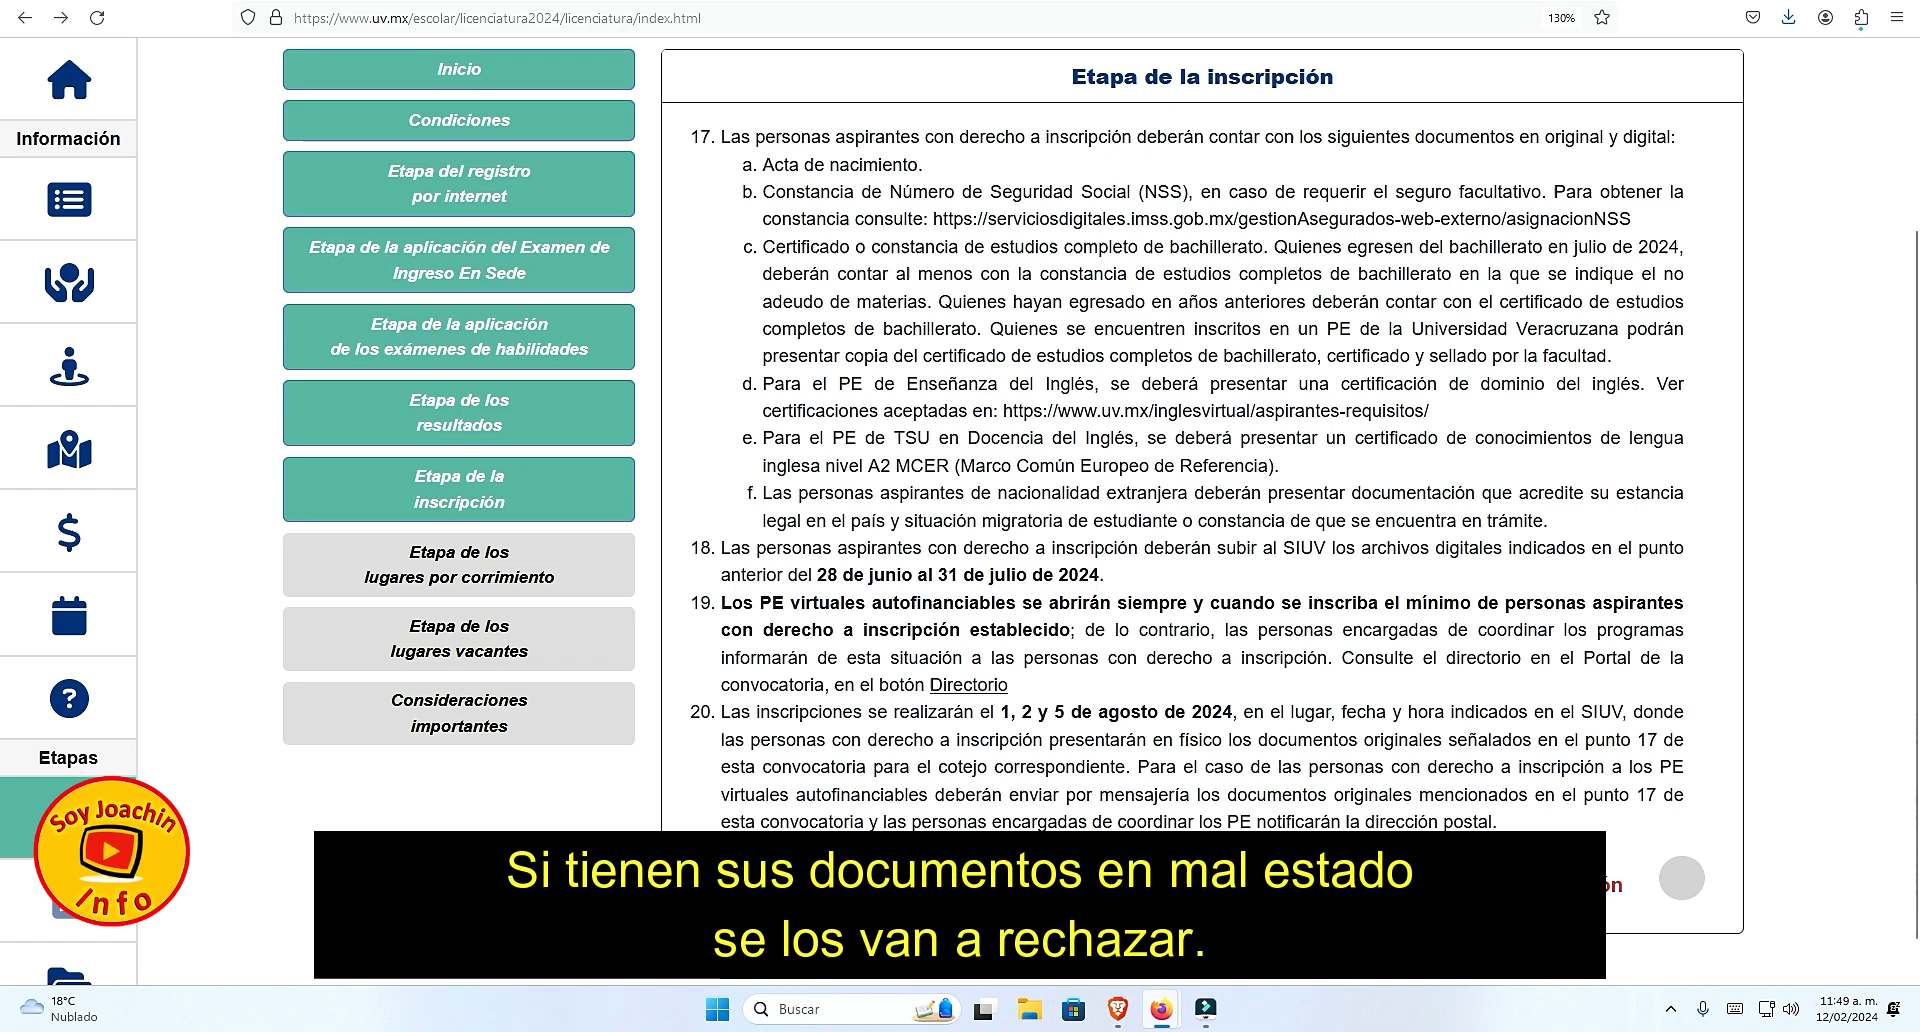 https://www.uv.mx/escolar/licenciatura2024/licenciatura/index.html
130%
Información
Etapas
Inicio
Condiciones
Etapa del registro
por internet
Etapa de la aplicación del Examen de
Ingreso En Sede
Etapa de la aplicación
de los exámenes de habilidades
Etapa de los
resultados
Etapa de la
inscripción
Etapa de los
lugares por corrimiento
Etapa de los
lugares vacantes
Consideraciones
importantes
Etapa de la inscripción
17. Las personas aspirantes con derecho a inscripción deberán contar con los siguientes documentos en original y digital:
a. Acta de nacimiento.
b. Constancia de Número de Seguridad Social (NSS), en caso de requerir el seguro facultativo. Para obtener la
constancia consulte: https://serviciosdigitales.imss.gob.mx/gestionAsegurados-web-externo/asignacionNSS
c. Certificado o constancia de estudios completo de bachillerato. Quienes egresen del bachillerato en julio de 2024,
deberán contar al menos con la constancia de estudios completos de bachillerato en la que se indique el no
adeudo de materias. Quienes hayan egresado en años anteriores deberán contar con el certificado de estudios
completos de bachillerato. Quienes se encuentren inscritos en un PE de la Universidad Veracruzana podrán
presentar copia del certificado de estudios completos de bachillerato, certificado y sellado por la facultad.
d. Para el PE de Enseñanza del Inglés, se deberá presentar una certificación de dominio del inglés. Ver
certificaciones aceptadas en: https://www.uv.mx/inglesvirtual/aspirantes-requisitos/
e. Para el PE de TSU en Docencia del Inglés, se deberá presentar un certificado de conocimientos de lengua
inglesa nivel A2 MCER (Marco Común Europeo de Referencia).
f. Las personas aspirantes de nacionalidad extranjera deberán presentar documentación que acredite su estancia
legal en el país y situación migratoria de estudiante o constancia de que se encuentra en trámite.
18. Las personas aspirantes con derecho a inscripción deberán subir al SIUV los archivos digitales indicados en el punto
anterior del 28 de junio al 31 de julio de 2024.
19. Los PE virtuales autofinanciables se abrirán siempre y cuando se inscriba el mínimo de personas aspirantes
con derecho a inscripción establecido; de lo contrario, las personas encargadas de coordinar los programas
informarán de esta situación a las personas con derecho a inscripción. Consulte el directorio en el Portal de la
convocatoria, en el botón Directorio
20. Las inscripciones se realizarán el 1, 2 y 5 de agosto de 2024, en el lugar, fecha y hora indicados en el SIUV, donde
las personas con derecho a inscripción presentarán en físico los documentos originales señalados en el punto 17 de
esta convocatoria para el cotejo correspondiente. Para el caso de las personas con derecho a inscripción a los PE
virtuales autofinanciables deberán enviar por mensajería los documentos originales mencionados en el punto 17 de
esta convocatoria y las personas encargadas de coordinar los PE notificarán la dirección postal.
Soy Joachin
Info
Si tienen sus documentos en mal estado
se los van a rechazar.
18°C
Nublado
Buscar
11:49 a. m.
12/02/2024